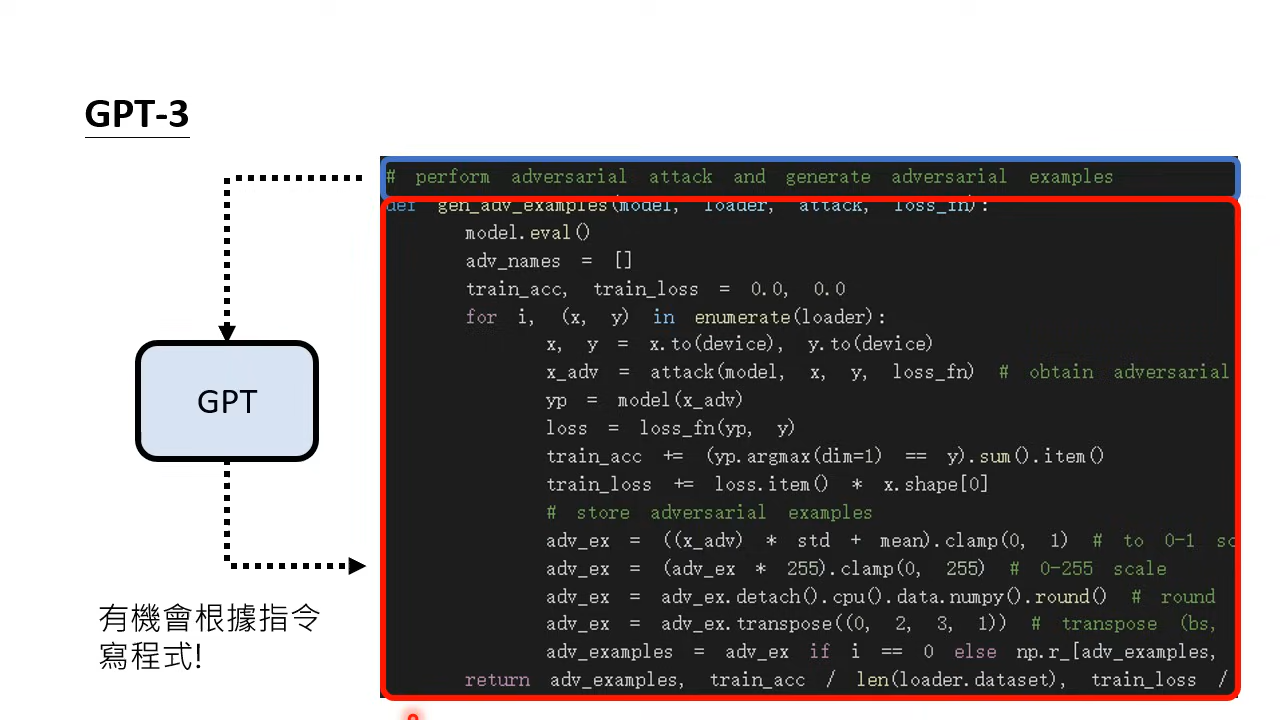 GPT-3
# perform adversarial attack and generate adversarial examples
def gen_adv_examples(model, loader, attack, loss_fn):
model.eval()
adv_names = []
train_acc, train_loss = 0.0, 0.0
for i, (x, y) in enumerate(loader):
x, y = x.to(device), y.to(device)
x_adv = attack(model, x, y, loss_fn) # obtain adversarial
yp = model(x_adv)
loss = loss_fn(yp, y)
train_acc += (yp.argmax(dim=1) == y).sum().item()
train_loss += loss.item() * x.shape[0]
# store adversarial examples
adv_ex = ((x_adv) * std + mean).clamp(0, 1) # to 0-1
adv_ex = (adv_ex * 255).clamp(0, 255) # 0-255 scale
adv_ex = adv_ex.detach().cpu().data.numpy().round() # round
adv_ex = adv_ex.transpose((0, 2, 3, 1)) # transpose (bs,
adv_examples = adv_ex if i == 0 else np.r_[adv_examples,
return adv_examples, train_acc / len(loader.dataset), train_loss /
GPT
有機會根據指令
寫程式!